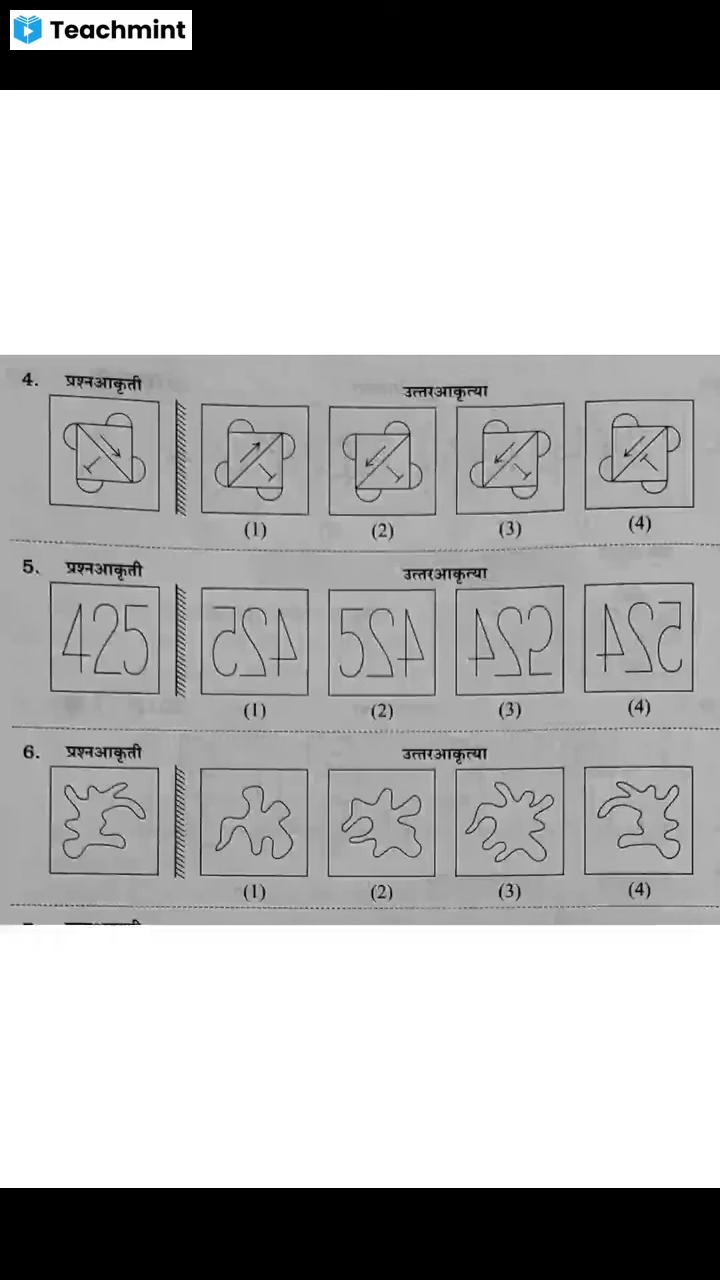 Teachmint
4. प्रश्नआकृती उत्तरआकृत्या
(1) (2) (3) (4)
5. प्रश्नआकृती उत्तरआकृत्या
425
(1) (2) (3) (4)
6. प्रश्नआकृती उत्तरआकृत्या
(1) (2) (3) (4)